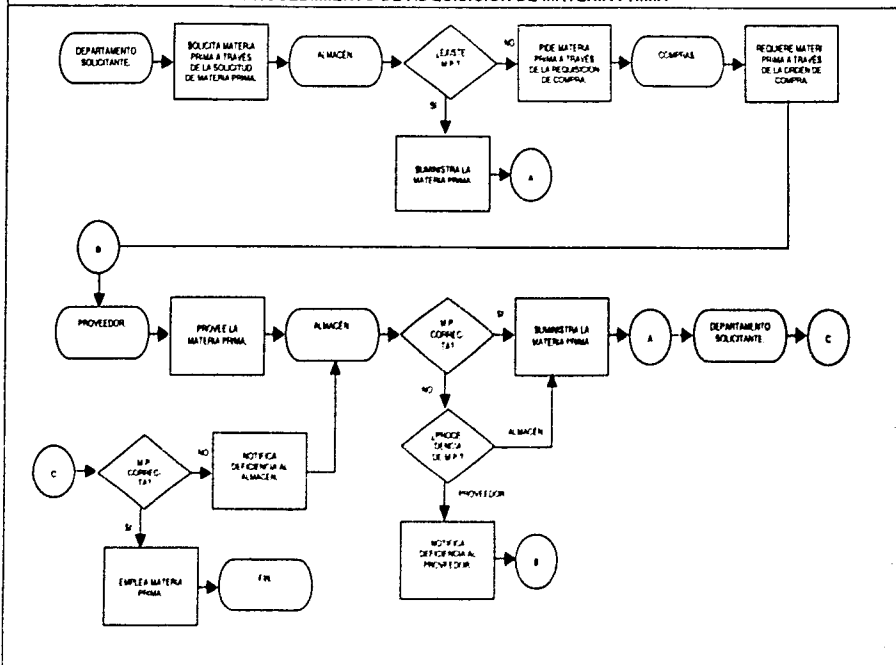 DEPARTAMENTO
SOLICITANTE.
SOLICITA MATERIA
PRIMA A TRAVÉS
DE LA SOLICITUD
DE MATERIA PRIMA.
ALMACÉN
¿EXISTE
M.P.?
NO
PIDE MATERIA
PRIMA A TRAVÉS
DE LA REQUISICION
DE COMPRA.
COMPRAS
REQUIERE MATERI
PRIMA A TRAVÉS
DE LA ORDEN DE
COMPRA.
SI
SUMINISTRA LA
MATERIA PRIMA.
A
B
PROVEEDOR
PROVEE LA
MATERIA PRIMA.
ALMACÉN
M.P.
CORREC-
TA?
SI
SUMINISTRA LA
MATERIA PRIMA
A
DEPARTAMENTO
SOLICITANTE.
C
NO
¿PROCE
DENCIA
DE M.P.?
ALMACÉN
C
M.P.
CORREC-
TA?
NO
NOTIFICA
DEFICIENCIA AL
ALMACÉN.
PROVEEDOR
SI
NOTIFICA
DEFICIENCIA AL
PROVEEDOR.
B
EMPLEA MATERIA
PRIMA
FIN